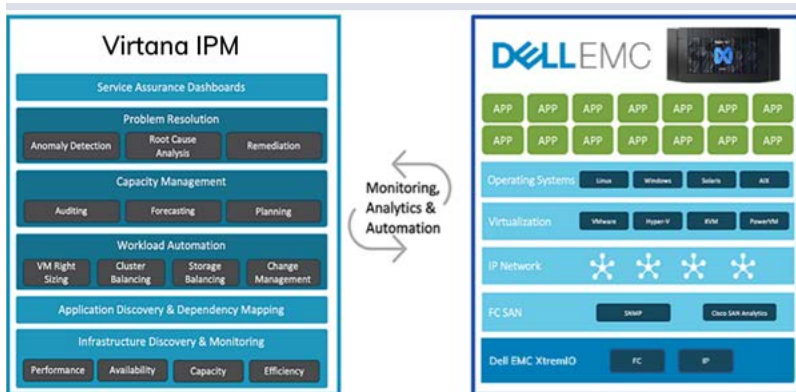 Virtana IPM
Service Assurance Dashboards
Problem Resolution
Anomaly Detection
Root Cause
Analysis
Remediation
Capacity Management
Auditing
Forecasting
Planning
Workload Automation
VM Right
Sizing
Cluster
Balancing
Storage
Balancing
Change
Management
Application Discovery & Dependency Mapping
Infrastructure Discovery & Monitoring
Performance
Availability
Capacity
Efficiency
Monitoring,
Analytics &
Automation
DELL EMC
APP APP APP APP APP APP APP
APP APP APP APP APP APP APP
Operating Systems
Linux
Windows
Solaris
AIX
Virtualization
VMware
Hyper-V
KVM
PowerVM
IP Network
FC SAN
SNMP
Cisco SAN Analytics
Dell EMC XtremIO
FC
IP